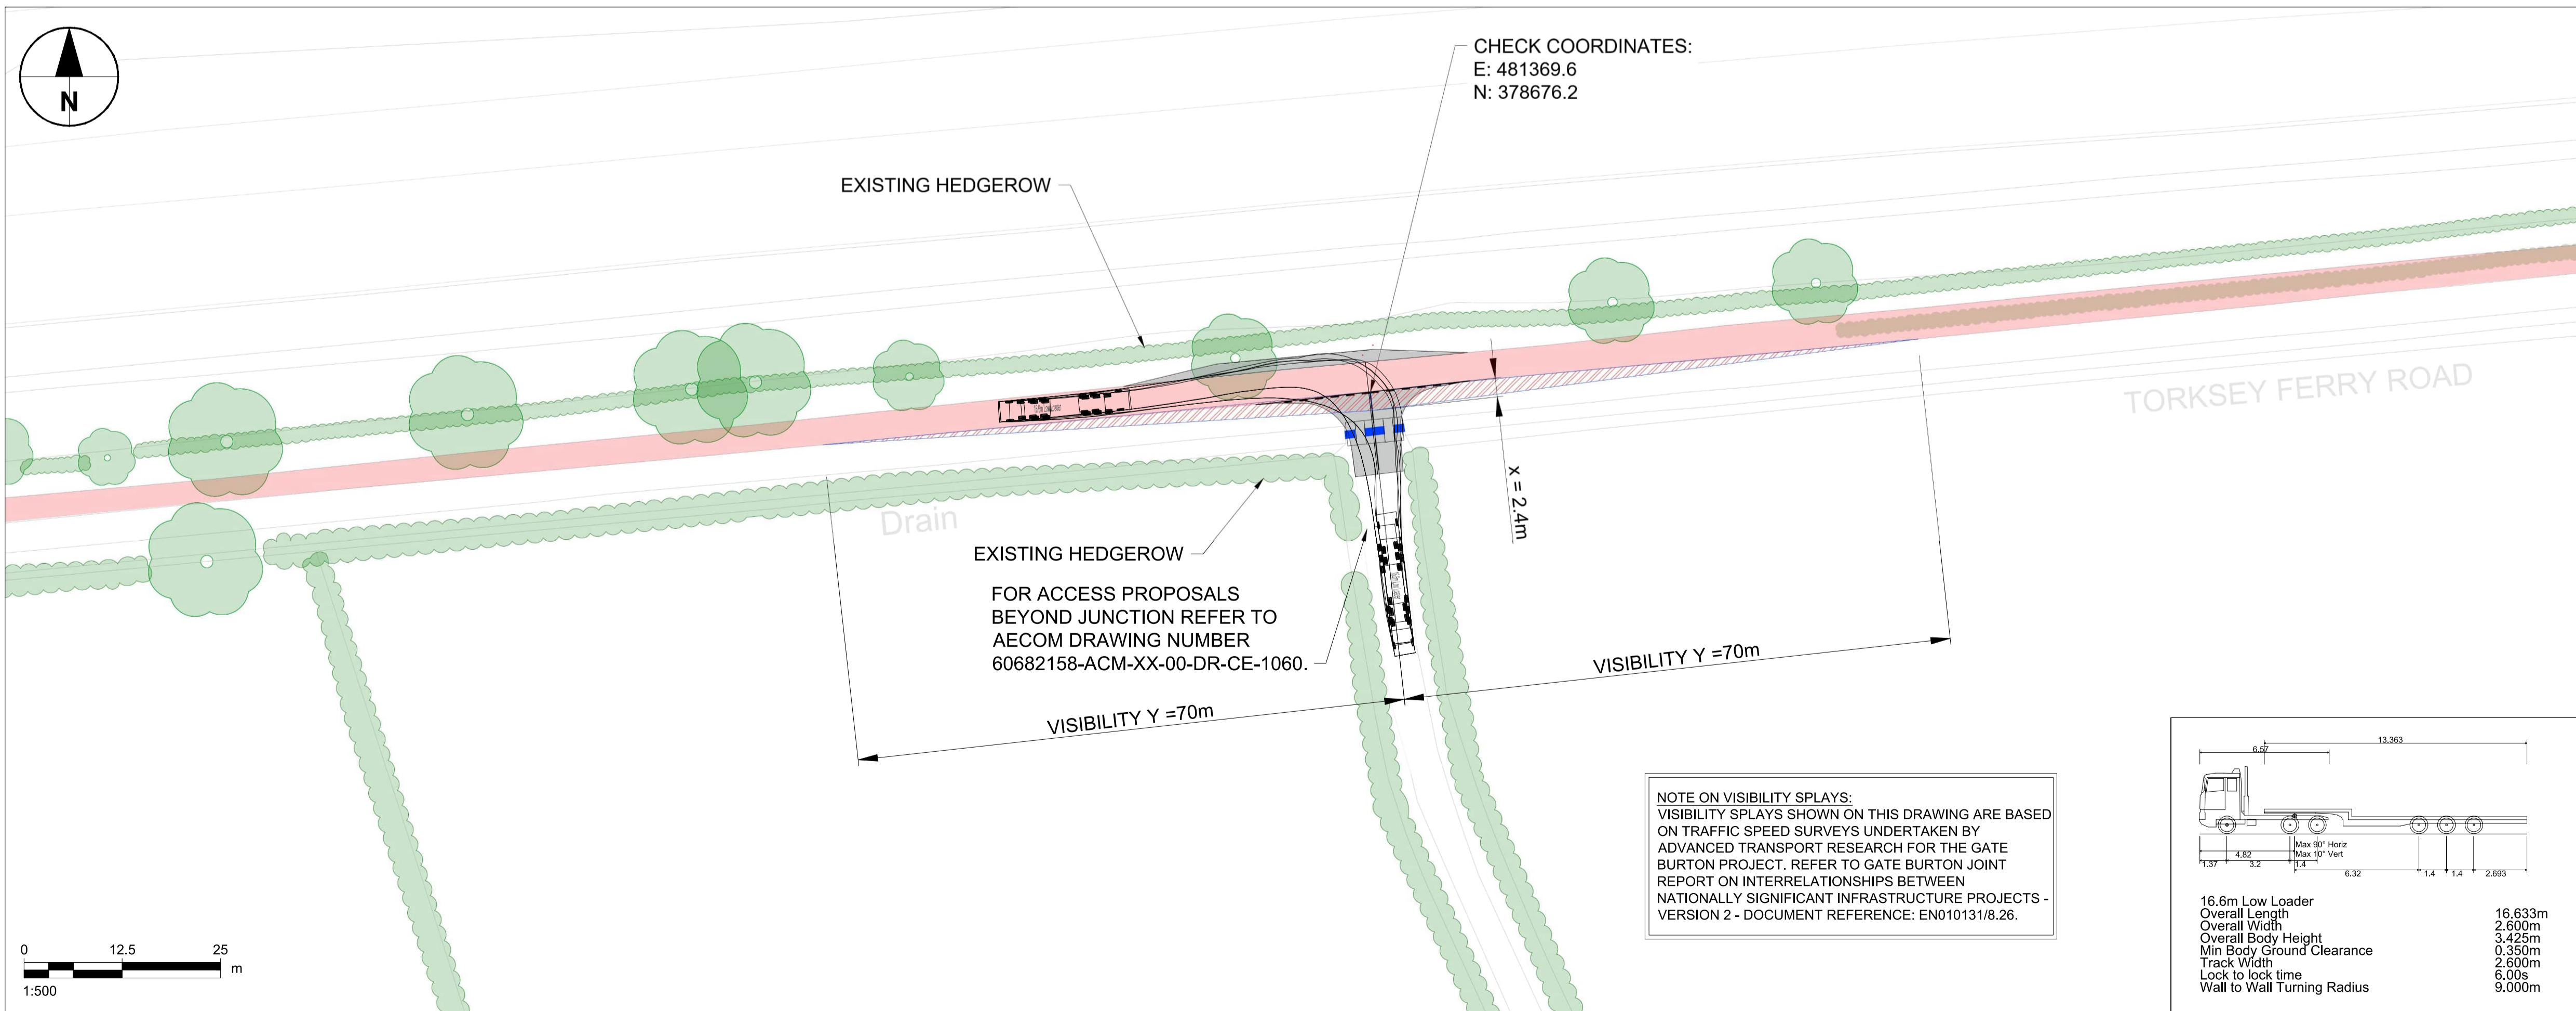 N
CHECK COORDINATES:
E: 481369.6
N: 378676.2
EXISTING HEDGEROW
TORKSEY FERRY ROAD
x = 2.4m
Drain
EXISTING HEDGEROW
FOR ACCESS PROPOSALS
BEYOND JUNCTION REFER TO
AECOM DRAWING NUMBER
60682158-ACM-XX-00-DR-CE-1060.
VISIBILITY Y =70m
VISIBILITY Y =70m
NOTE ON VISIBILITY SPLAYS:
VISIBILITY SPLAYS SHOWN ON THIS DRAWING ARE BASED
ON TRAFFIC SPEED SURVEYS UNDERTAKEN BY
ADVANCED TRANSPORT RESEARCH FOR THE GATE
BURTON PROJECT. REFER TO GATE BURTON JOINT
REPORT ON INTERRELATIONSHIPS BETWEEN
NATIONALLY SIGNIFICANT INFRASTRUCTURE PROJECTS -
VERSION 2 - DOCUMENT REFERENCE: EN010131/8.26.
13.363
6.57
Max 90° Horiz
Max 10° Vert
4.82
1.37 3.2 1.4
6.32 1.4 1.4 2.693
16.6m Low Loader
Overall Length 16.633m
Overall Width 2.600m
Overall Body Height 3.425m
Min Body Ground Clearance 0.350m
Track Width 2.600m
Lock to lock time 6.00s
Wall to Wall Turning Radius 9.000m
0 12.5 25
m
1:500